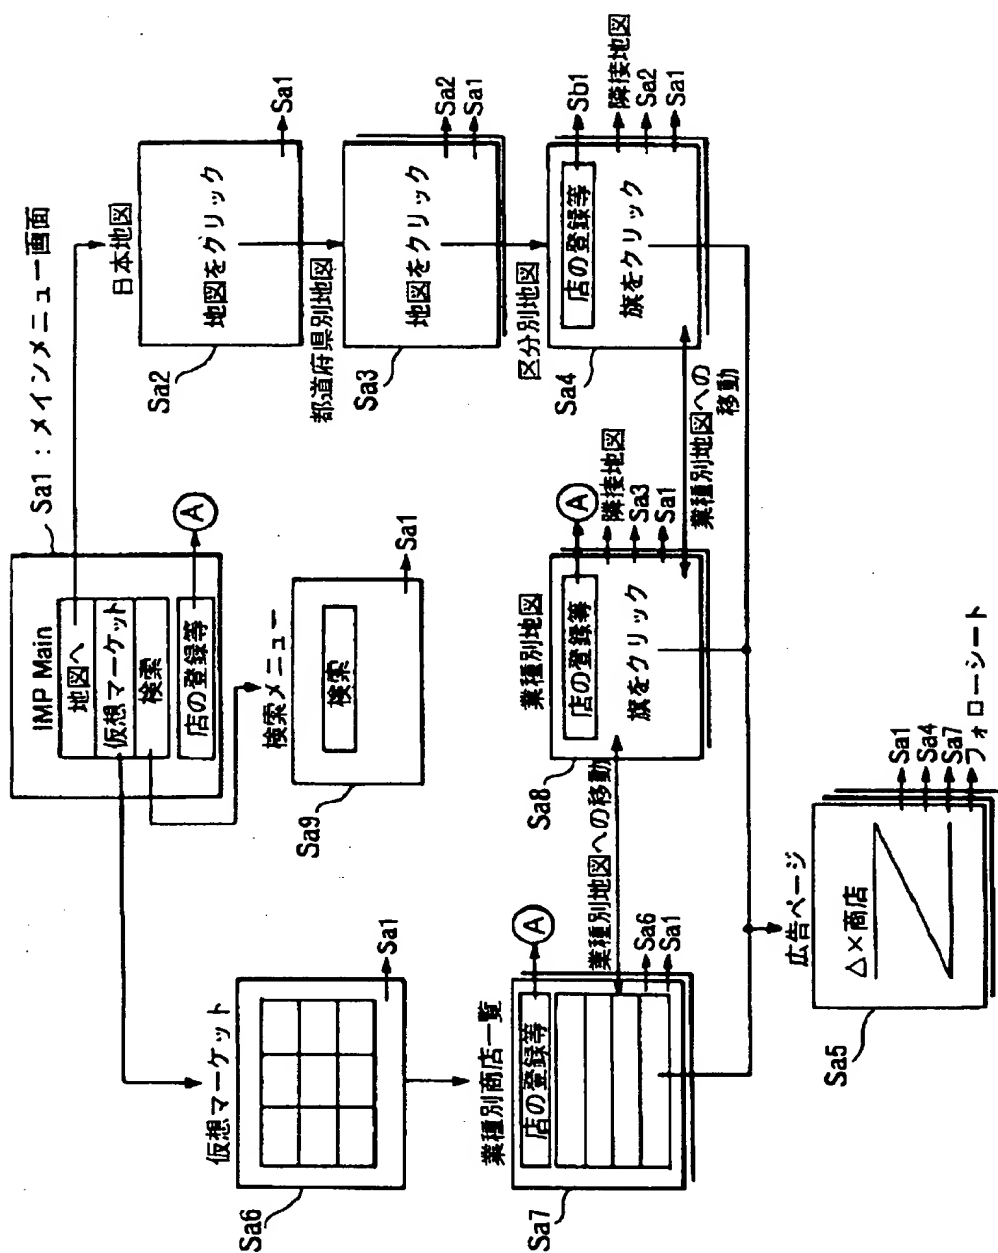 Sa1：メインメニュー画面
IMP Main
地図へ
仮想マーケット
検索
店の登録等
A
日本地図
地図をクリック
Sa1
Sa2
都道府県別地図
地図をクリック
Sa2
Sa1
Sa3
区分別地図
店の登録等
旗をクリック
Sb1
隣接地図
Sa2
Sa1
Sa4
検索メニュー
検索
Sa1
Sa9
業種別地図
店の登録等
旗をクリック
A
隣接地図
Sa3
Sa1
Sa8
業種別地図への
移動
仮想マーケット
Sa1
Sa6
業種別商店一覧
店の登録等
A
Sa6
Sa1
Sa7
業種別地図への移動
広告ページ
△×商店
Sa1
Sa4
Sa7
フォローシート
Sa5